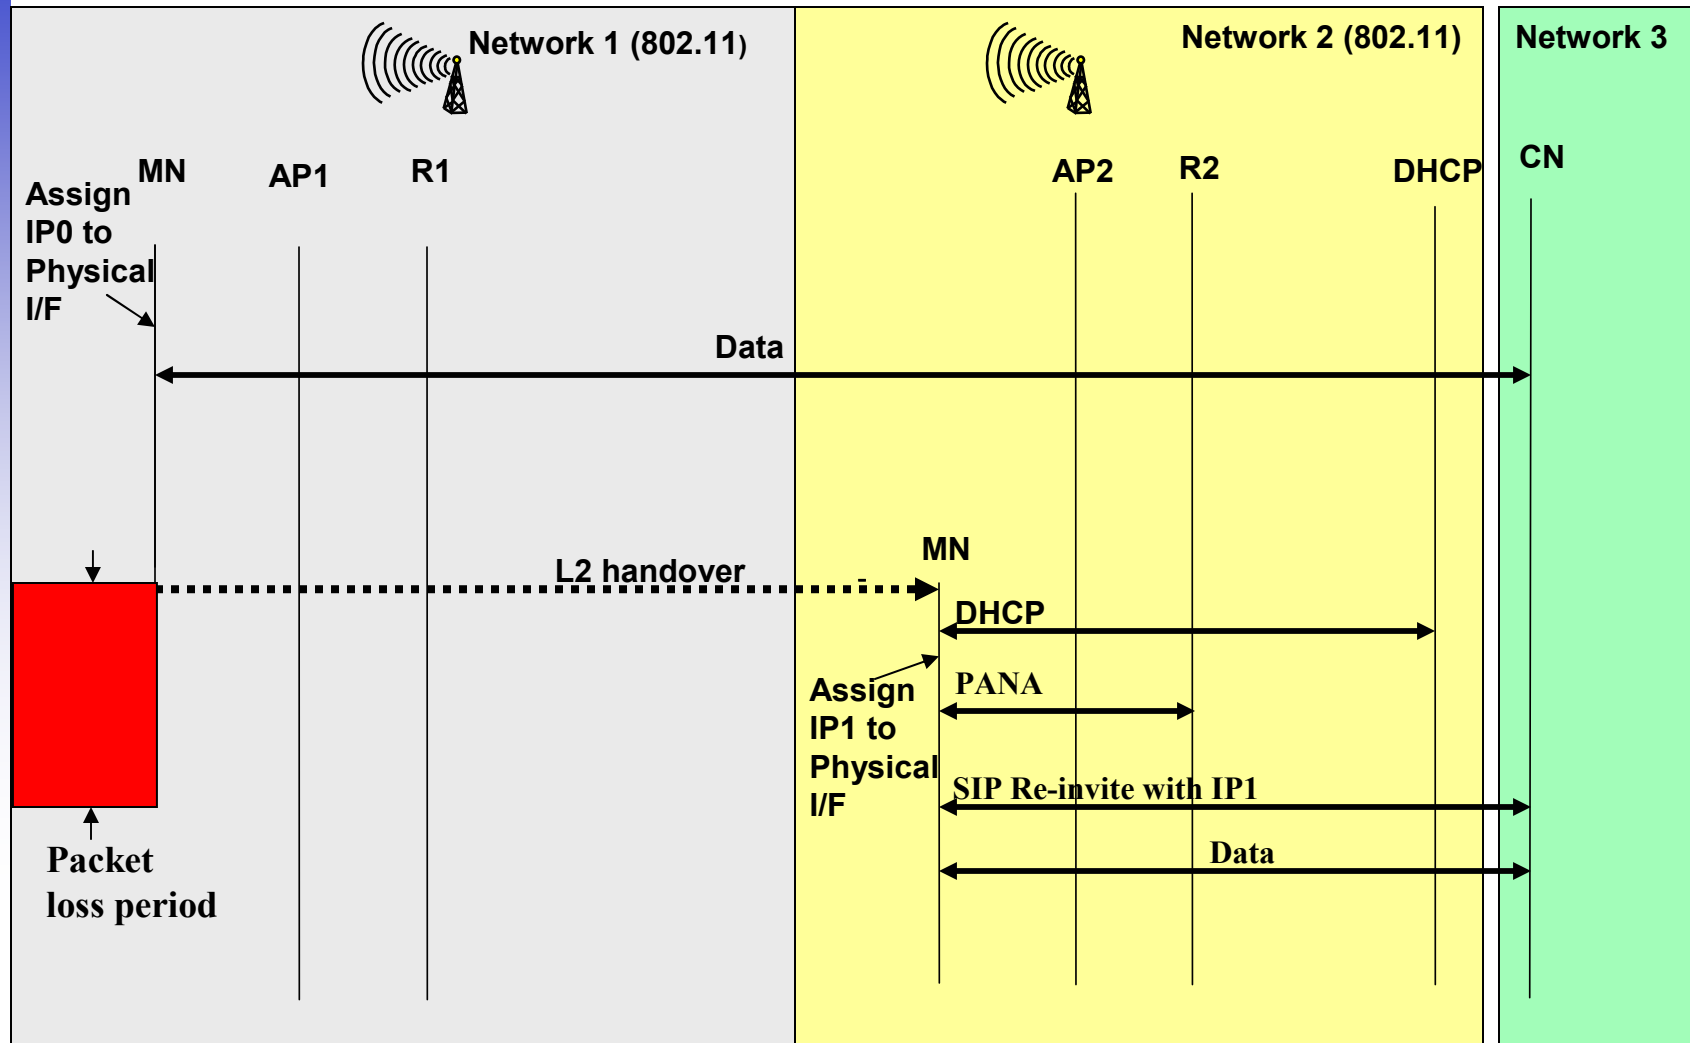 Network 1 (802.11)
Network 2 (802.11)
Network 3
MN
AP1
R1
AP2
R2
DHCP
CN
Assign
IP0 to
Physical
I/F
Data
MN
L2 handover
-
DHCP
Assign
IP1 to
Physical
I/F
PANA
SIP Re-invite with IP1
Data
Packet
loss period